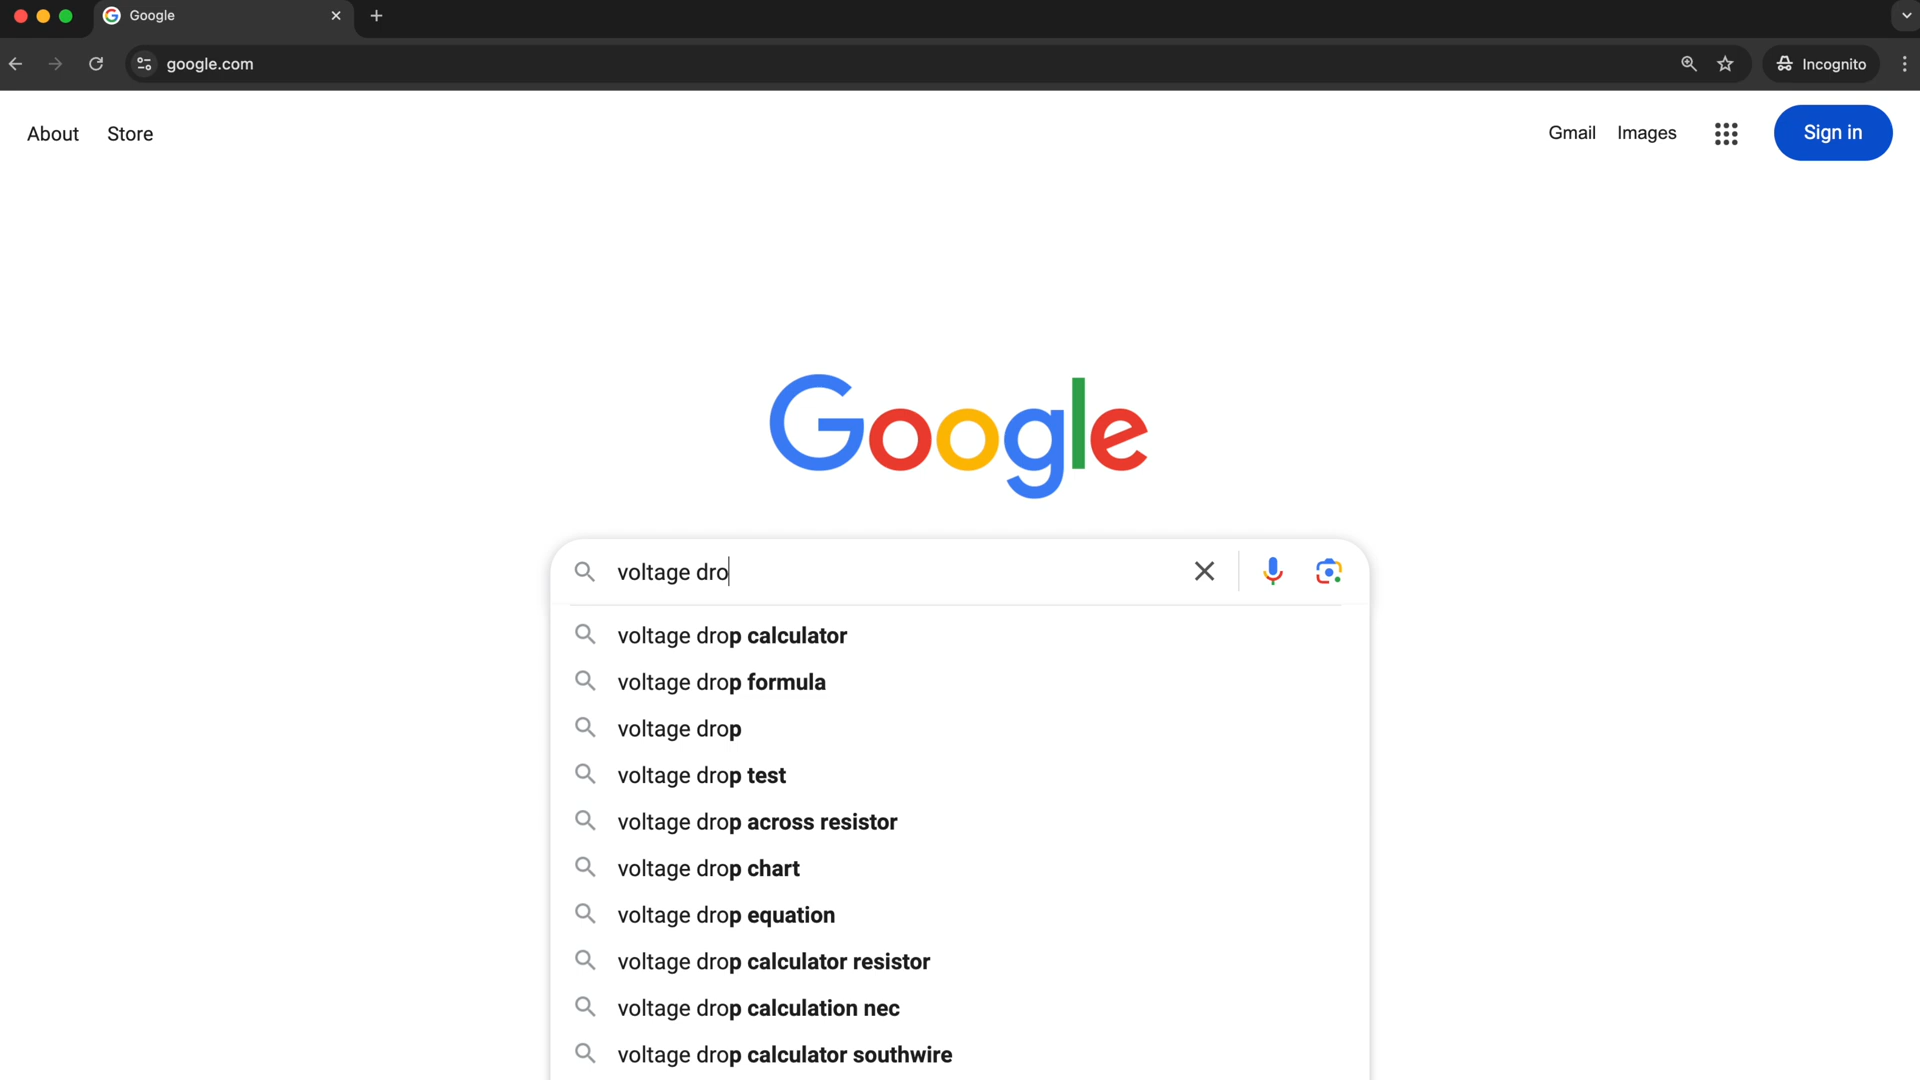 Google
google.com
Incognito
About Store
Gmail Images Sign in
Google
voltage dro
voltage drop calculator
voltage drop formula
voltage drop
voltage drop test
voltage drop across resistor
voltage drop chart
voltage drop equation
voltage drop calculator resistor
voltage drop calculation nec
voltage drop calculator southwire